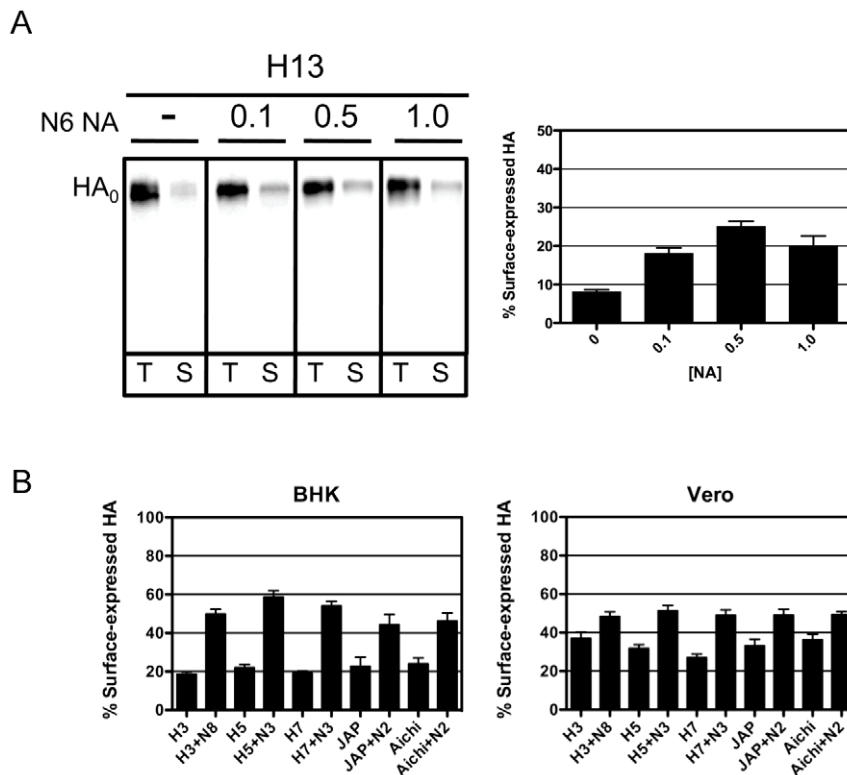 A
H13
N6 NA - 0.1 0.5 1.0
HA0
T S T S T S T S
% Surface-expressed HA
50
40
30
20
10
0
0 0.1 0.5 1.0
[NA]
B
BHK
% Surface-expressed HA
100
80
60
40
20
0
H3 H3+N8 H5 H5+N3 H7 H7+N3 JAP JAP+N2 Aichi Aichi+N2
Vero
% Surface-expressed HA
100
80
60
40
20
0
H3 H3+N8 H5 H5+N3 H7 H7+N3 JAP JAP+N2 Aichi Aichi+N2